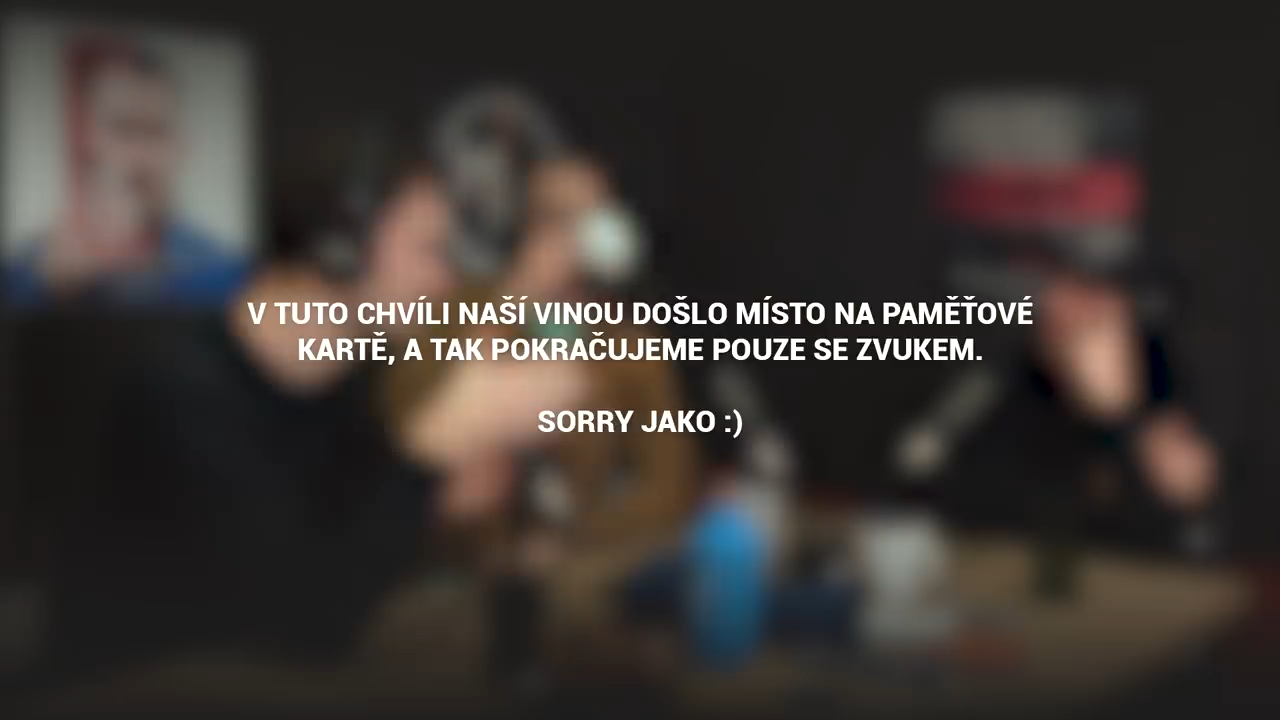 V TUTO CHVÍLI NAŠÍ VINOU DOŠLO MÍSTO NA PAMĚŤOVÉ
KARTĚ, A TAK POKRAČUJEME POUZE SE ZVUKEM.
SORRY JAKO :)